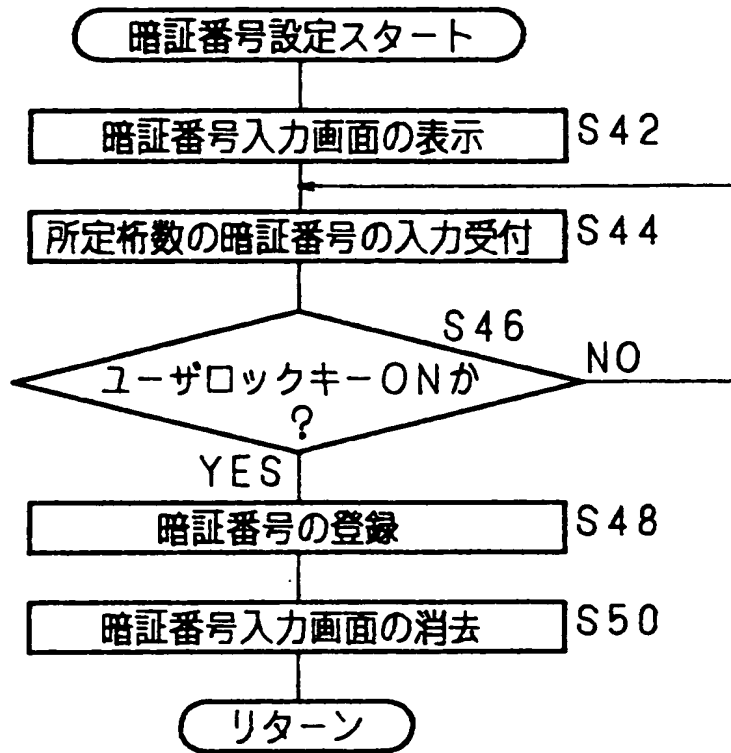 暗証番号設定スタート
暗証番号入力画面の表示 S42
所定桁数の暗証番号の入力受付 S44
S46
ユーザロックキーONか
?
NO
YES
暗証番号の登録 S48
暗証番号入力画面の消去 S50
リターン